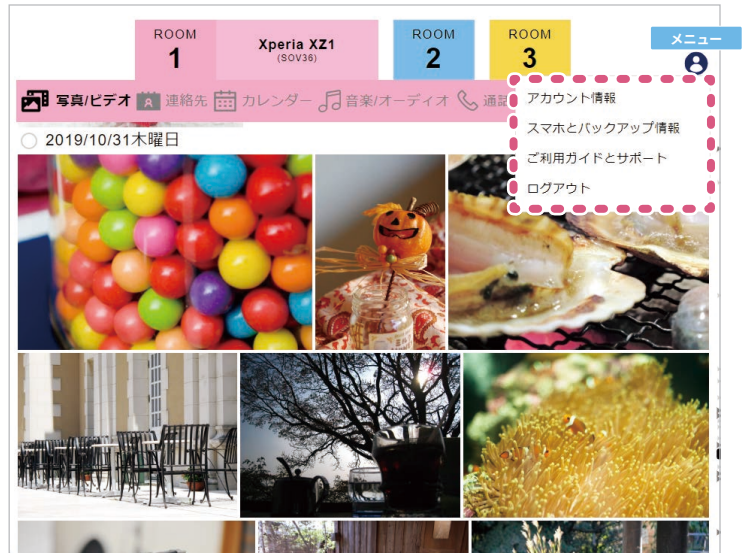 ROOM
1
Xperia XZ1
(SOV36)
ROOM
2
ROOM
3
メニュー
写真/ビデオ 連絡先 カレンダー 音楽/オーディオ 通話
アカウント情報
スマホとバックアップ情報
ご利用ガイドとサポート
ログアウト
2019/10/31木曜日